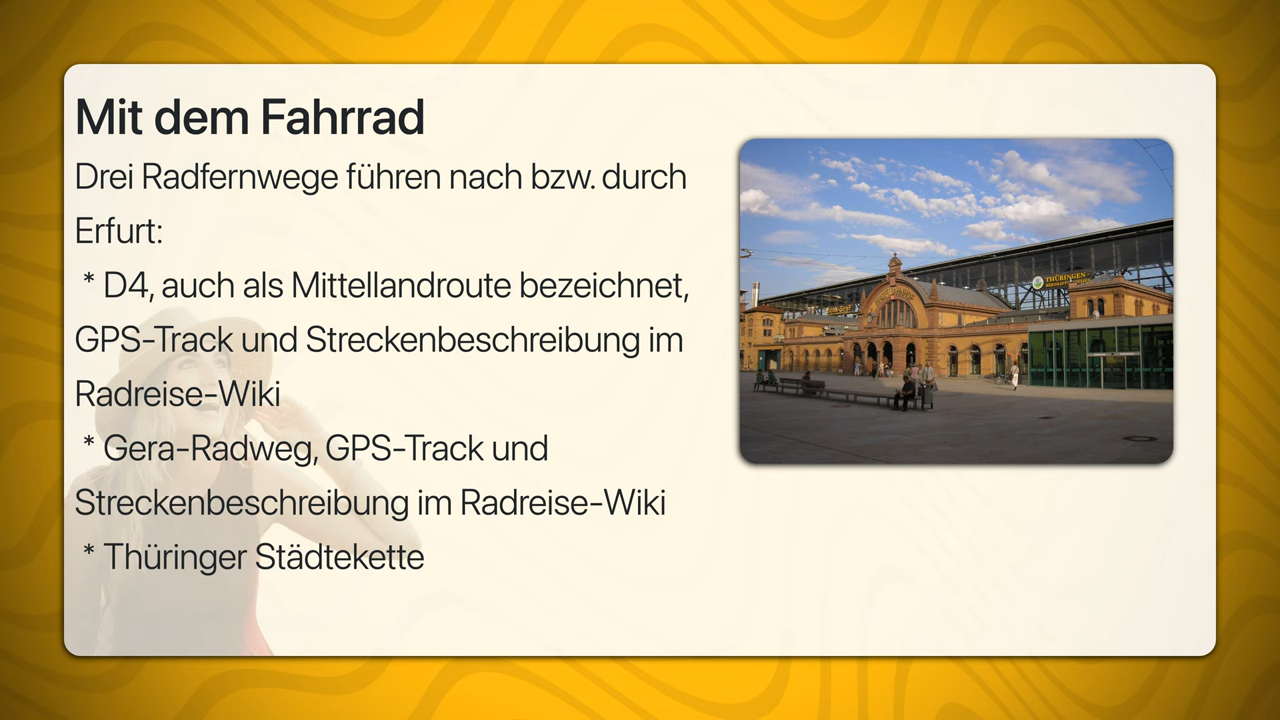 Mit dem Fahrrad
Drei Radfernwege führen nach bzw. durch
Erfurt:
* D4, auch als Mittellandroute bezeichnet,
GPS-Track und Streckenbeschreibung im
Radreise-Wiki
* Gera-Radweg, GPS-Track und
Streckenbeschreibung im Radreise-Wiki
* Thüringer Städtekette
THÜRINGEN-